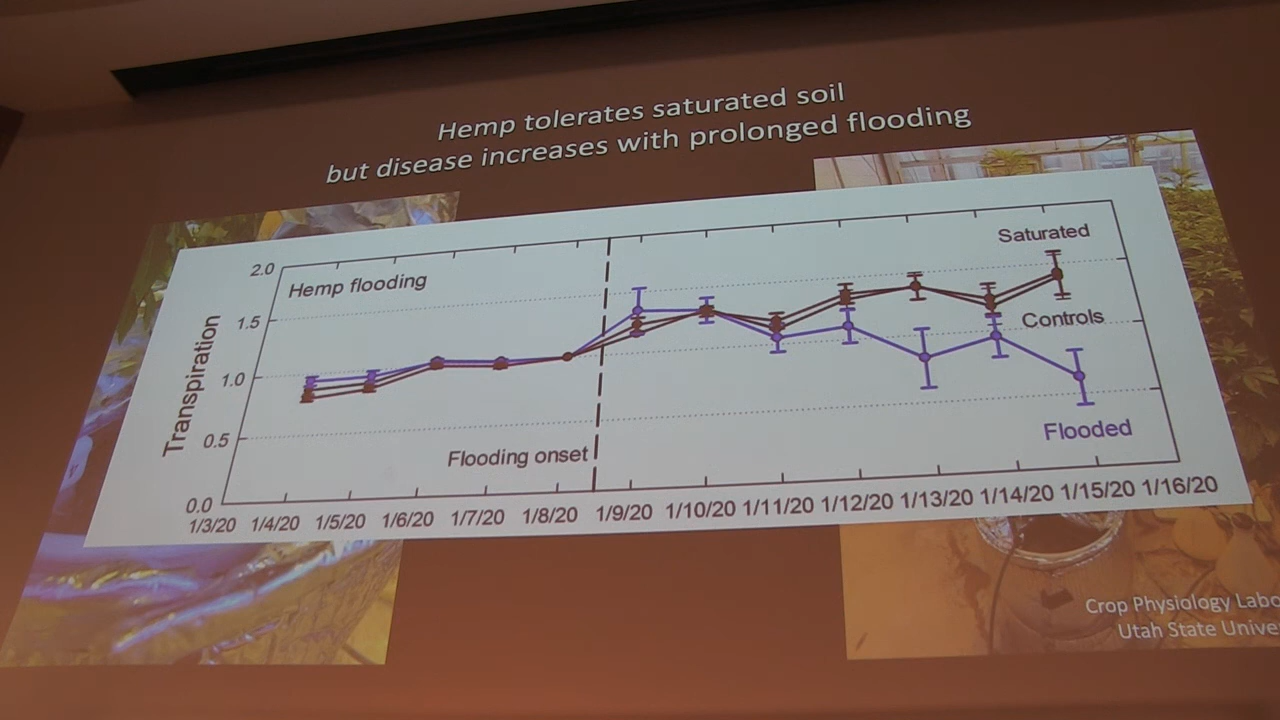 Hemp tolerates saturated soil
but disease increases with prolonged flooding
Hemp flooding
Saturated
Controls
Flooded
Flooding onset
Transpiration
2.0
1.5
1.0
0.5
0.0
1/3/20 1/4/20 1/5/20 1/6/20 1/7/20 1/8/20 1/9/20 1/10/20 1/11/20 1/12/20 1/13/20 1/14/20 1/15/20 1/16/20
Crop Physiology
Utah State